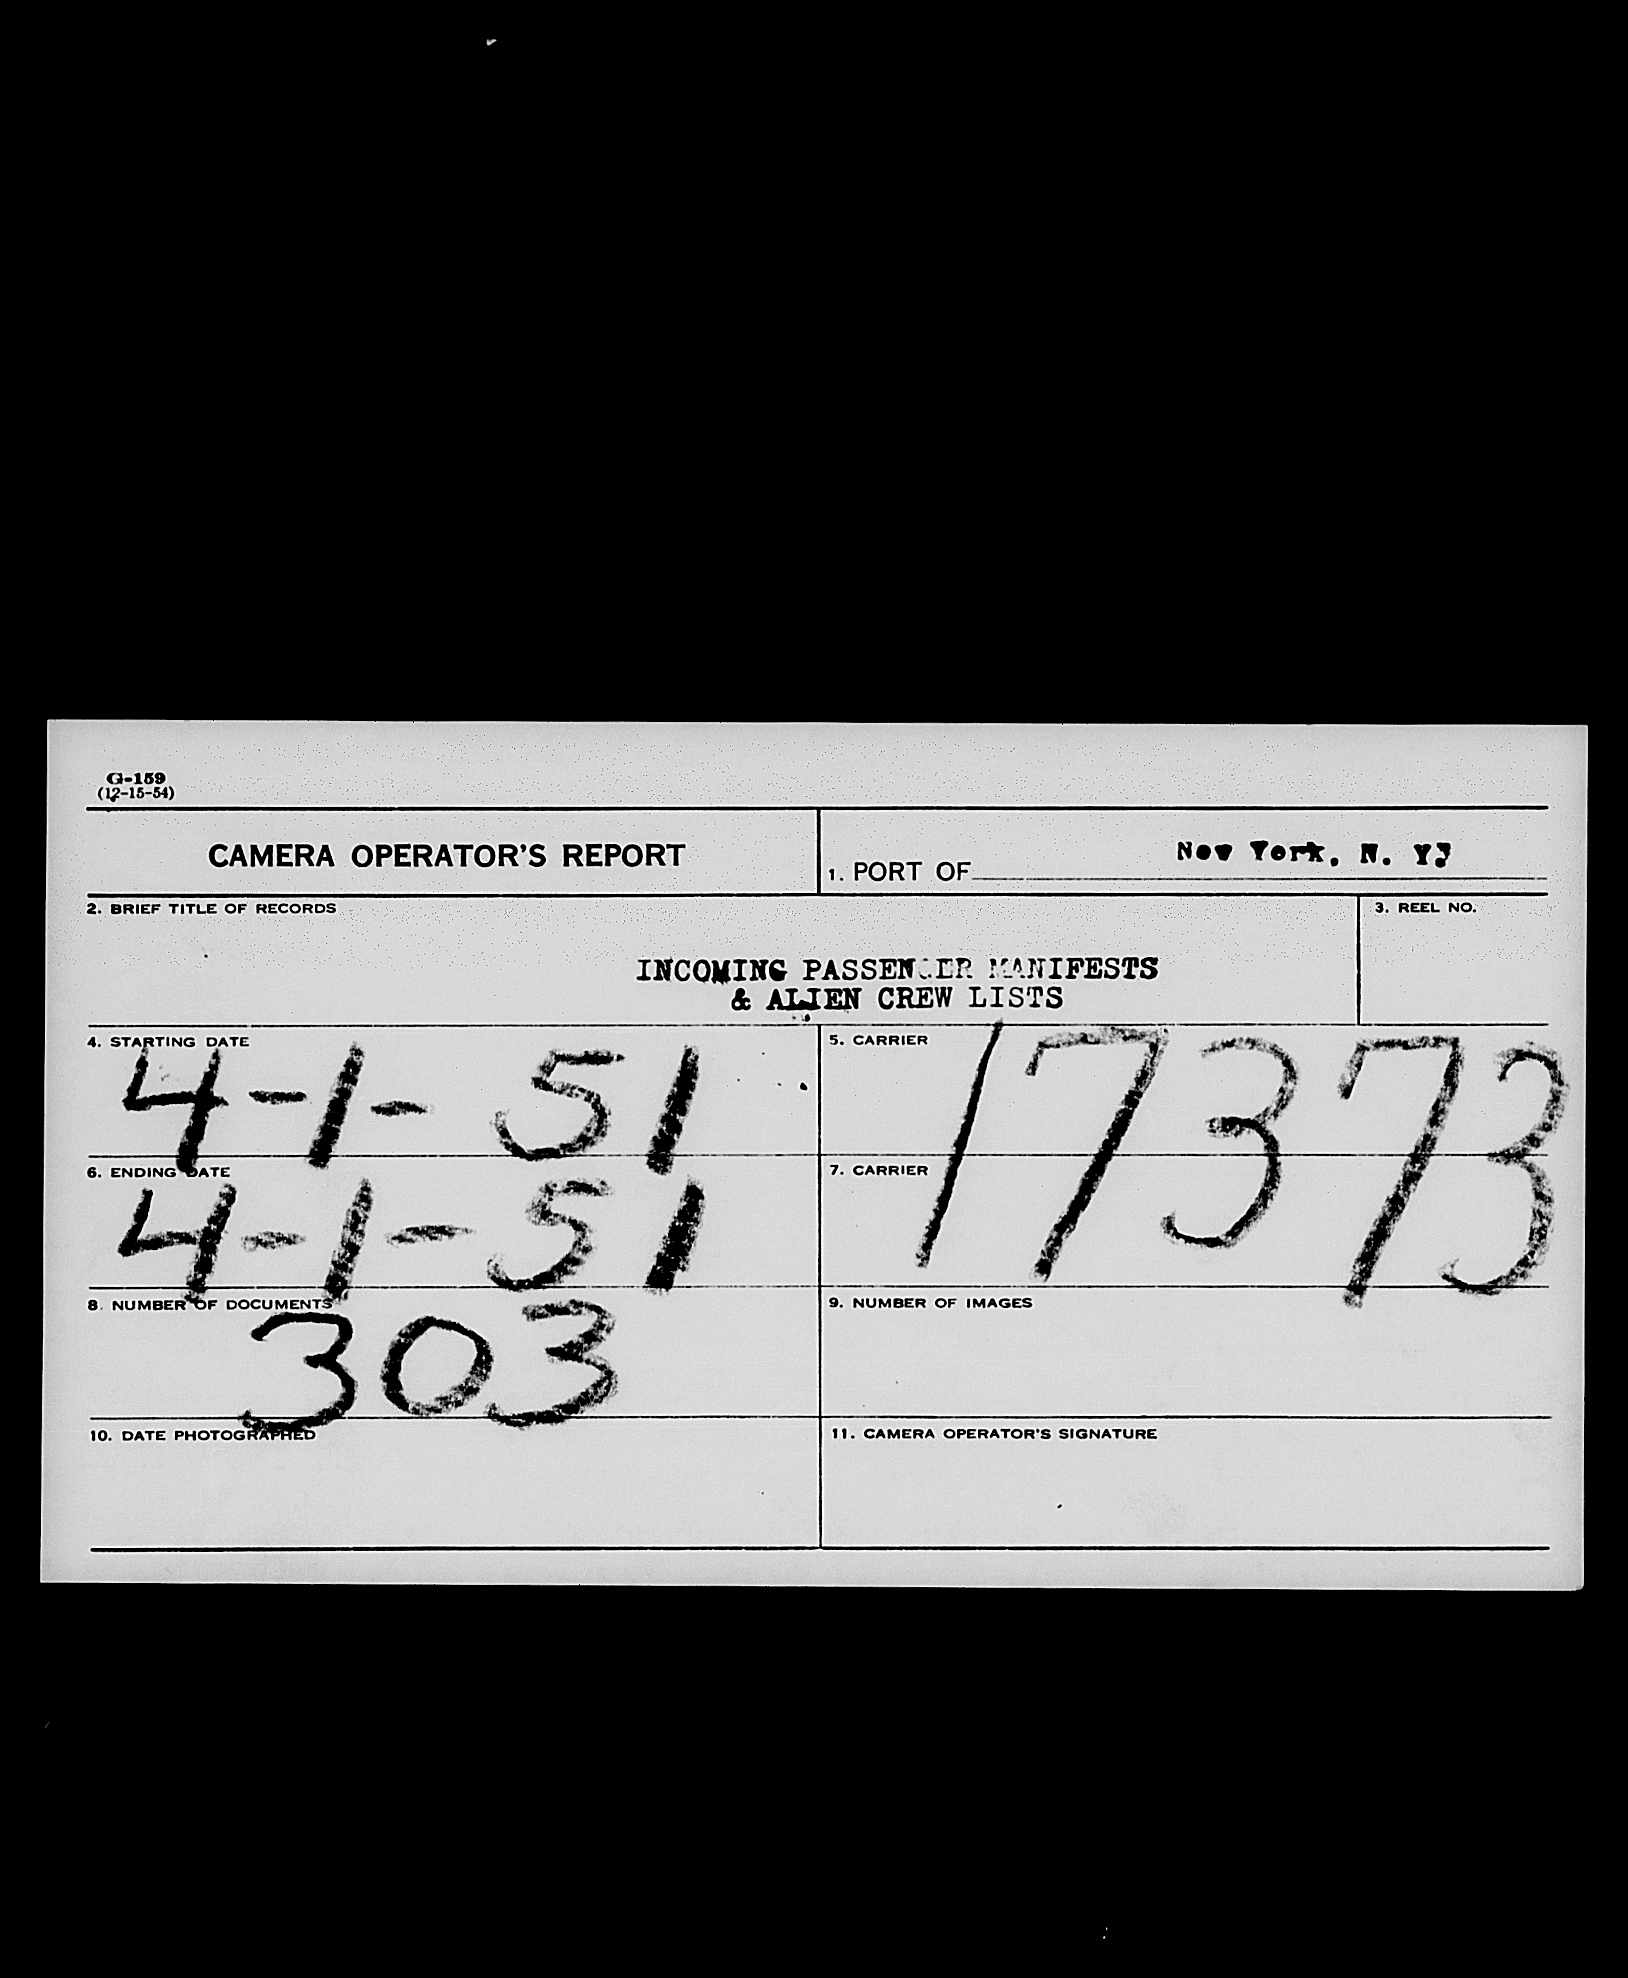 G-159
(12-15-54)
CAMERA OPERATOR'S REPORT
1. PORT OF New York, N. Y.
2. BRIEF TITLE OF RECORDS
3. REEL NO.
INCOMING PASSENGER MANIFESTS
& ALIEN CREW LISTS
4. STARTING DATE
4-1-51
5. CARRIER
17373
6. ENDING DATE
4-1-51
7. CARRIER
8. NUMBER OF DOCUMENTS
303
9. NUMBER OF IMAGES
10. DATE PHOTOGRAPHED
11. CAMERA OPERATOR'S SIGNATURE